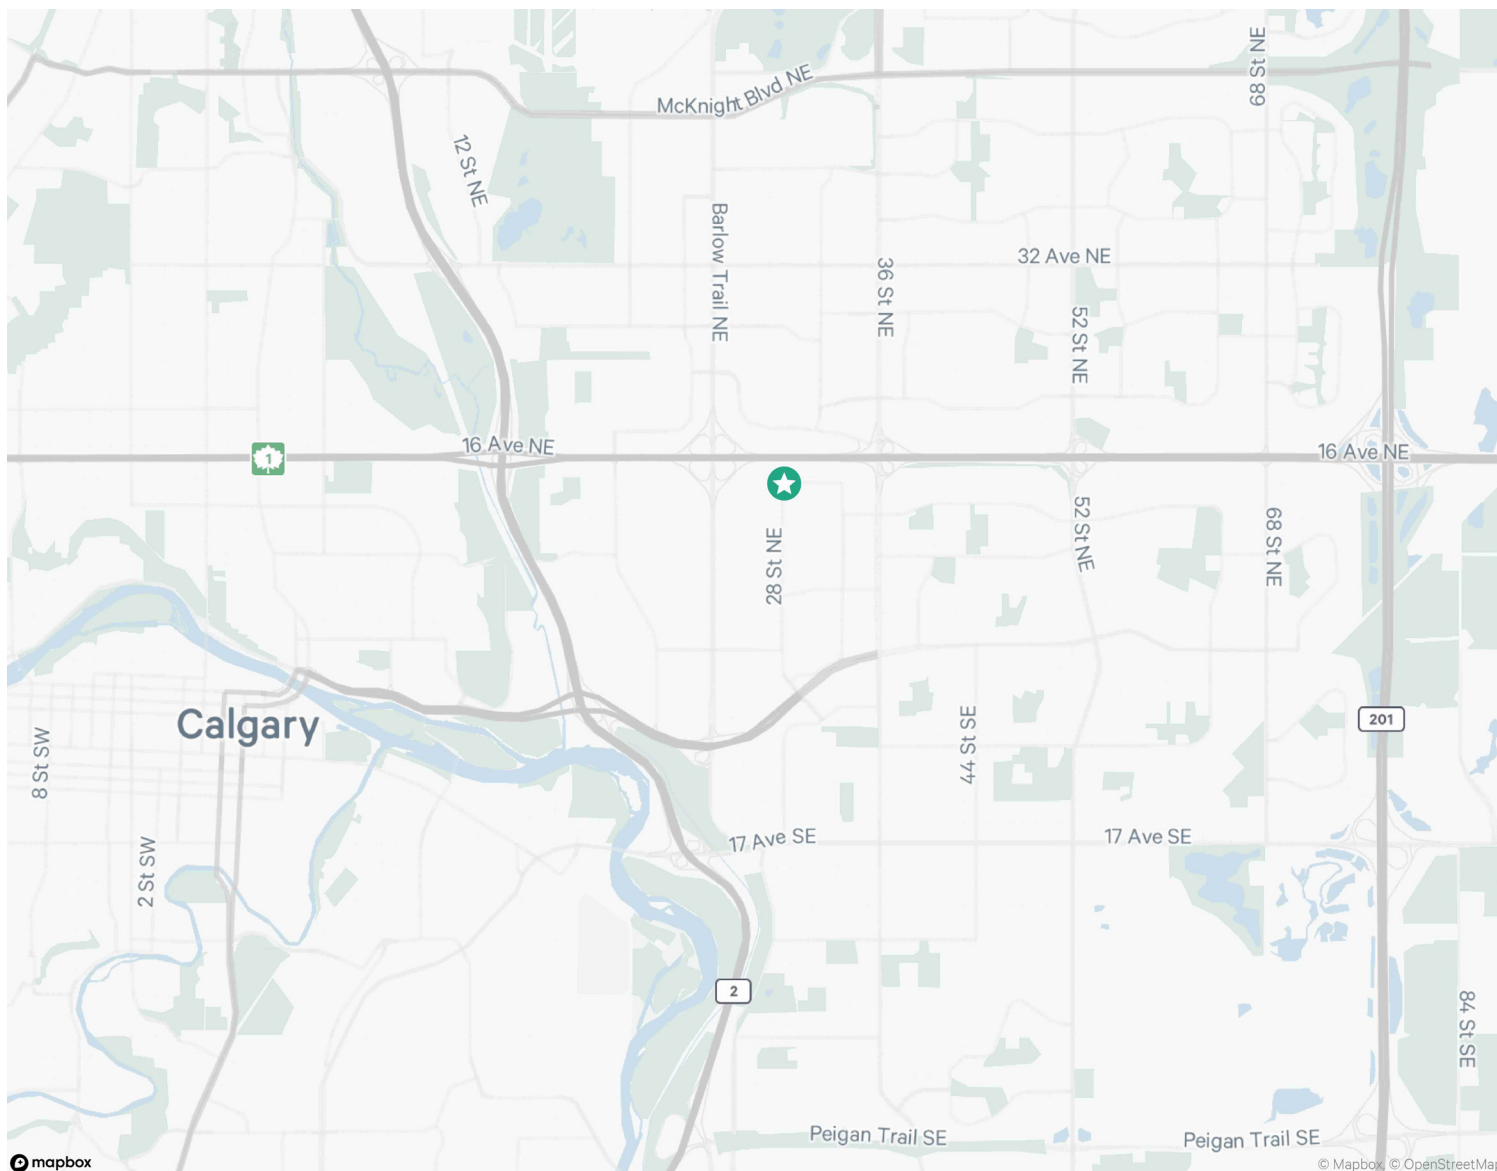 68 St NE
McKnight Blvd NE
12 St NE
Barlow Trail NE
32 Ave NE
36 St NE
52 St NE
16 Ave NE
16 Ave NE
1
52 St NE
68 St NE
28 St NE
201
Calgary
44 St SE
8 St SW
17 Ave SE
17 Ave SE
2 St SW
2
84 St SE
Peigan Trail SE
Peigan Trail SE
mapbox
© Mapbox, © OpenStreetMap